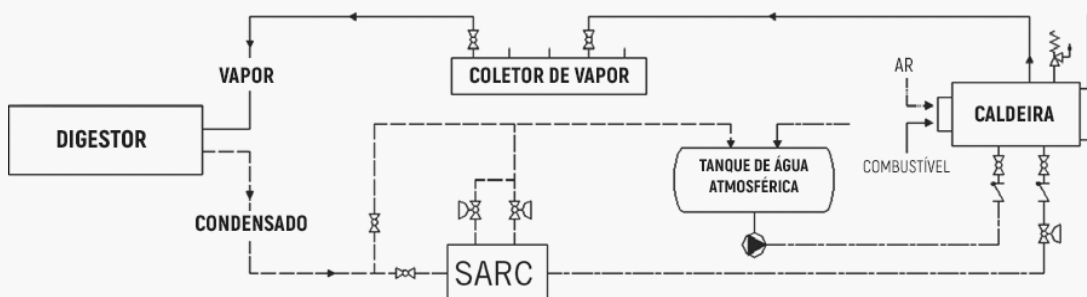 COLETOR DE VAPOR
VAPOR
AR
CALDEIRA
DIGESTOR
COMBUSTÍVEL
TANQUE DE ÁGUA
ATMOSFÉRICA
CONDENSADO
SARC